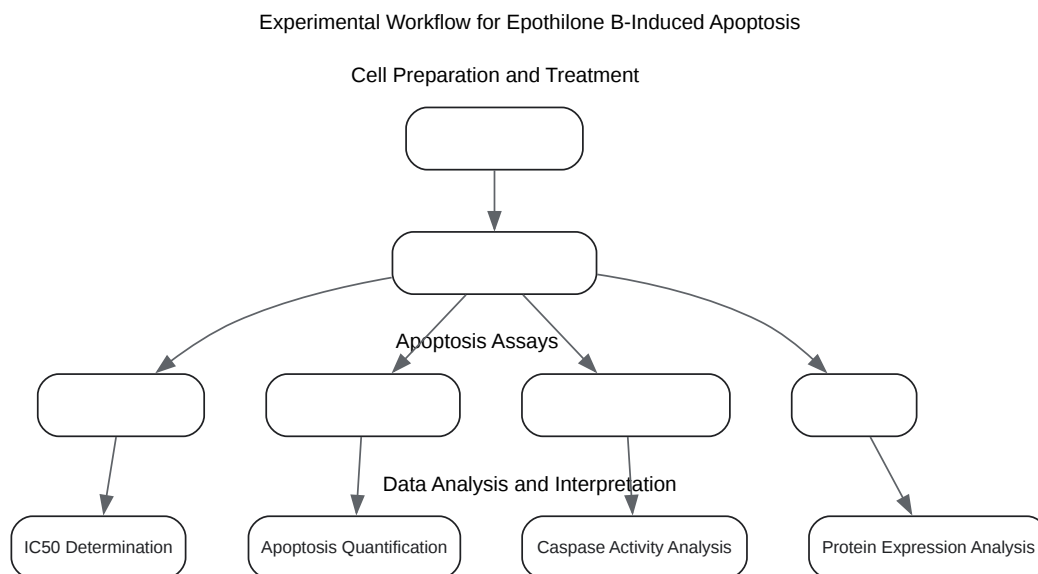 Experimental Workflow for Epothilone B-Induced Apoptosis
Cell Preparation and Treatment
Apoptosis Assays
Data Analysis and Interpretation
IC50 Determination
Apoptosis Quantification
Caspase Activity Analysis
Protein Expression Analysis